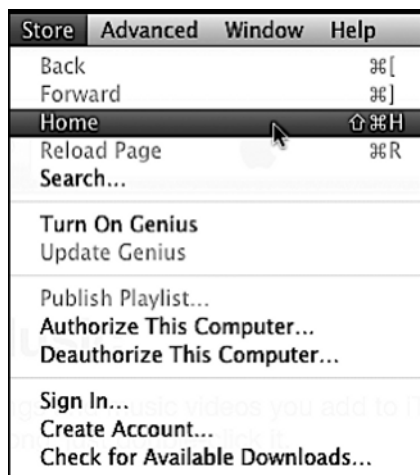 Store Advanced Window Help
Back ⌘[
Forward ⌘]
Home ⇧⌘H
Reload Page ⌘R
Search...
Turn On Genius
Update Genius
Publish Playlist...
Authorize This Computer...
Deauthorize This Computer...
Sign In...
Create Account...
Check for Available Downloads...